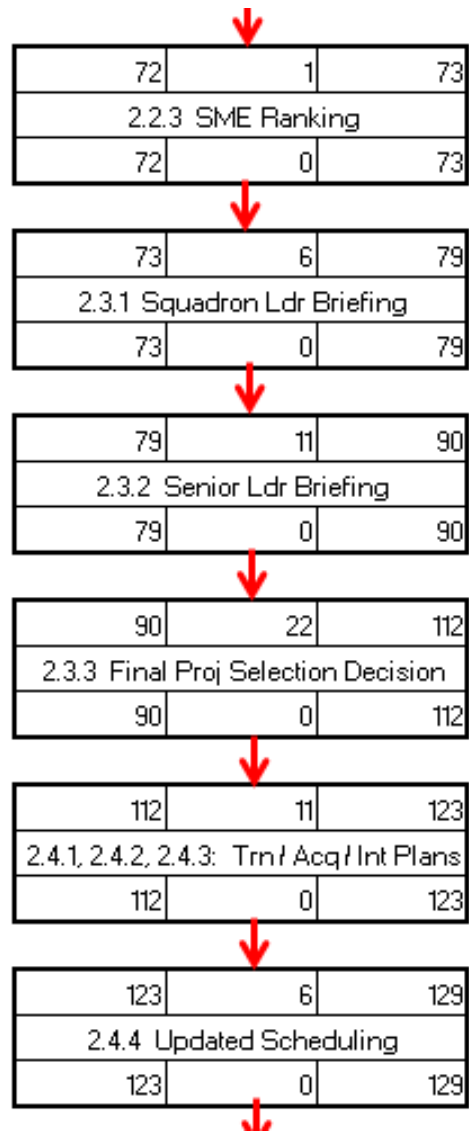 72 1 73
2.2.3 SME Ranking
72 0 73
73 6 79
2.3.1 Squadron Ldr Briefing
73 0 79
79 11 90
2.3.2 Senior Ldr Briefing
79 0 90
90 22 112
2.3.3 Final Proj Selection Decision
90 0 112
112 11 123
2.4.1, 2.4.2, 2.4.3: Trn / Acq / Int Plans
112 0 123
123 6 129
2.4.4 Updated Scheduling
123 0 129